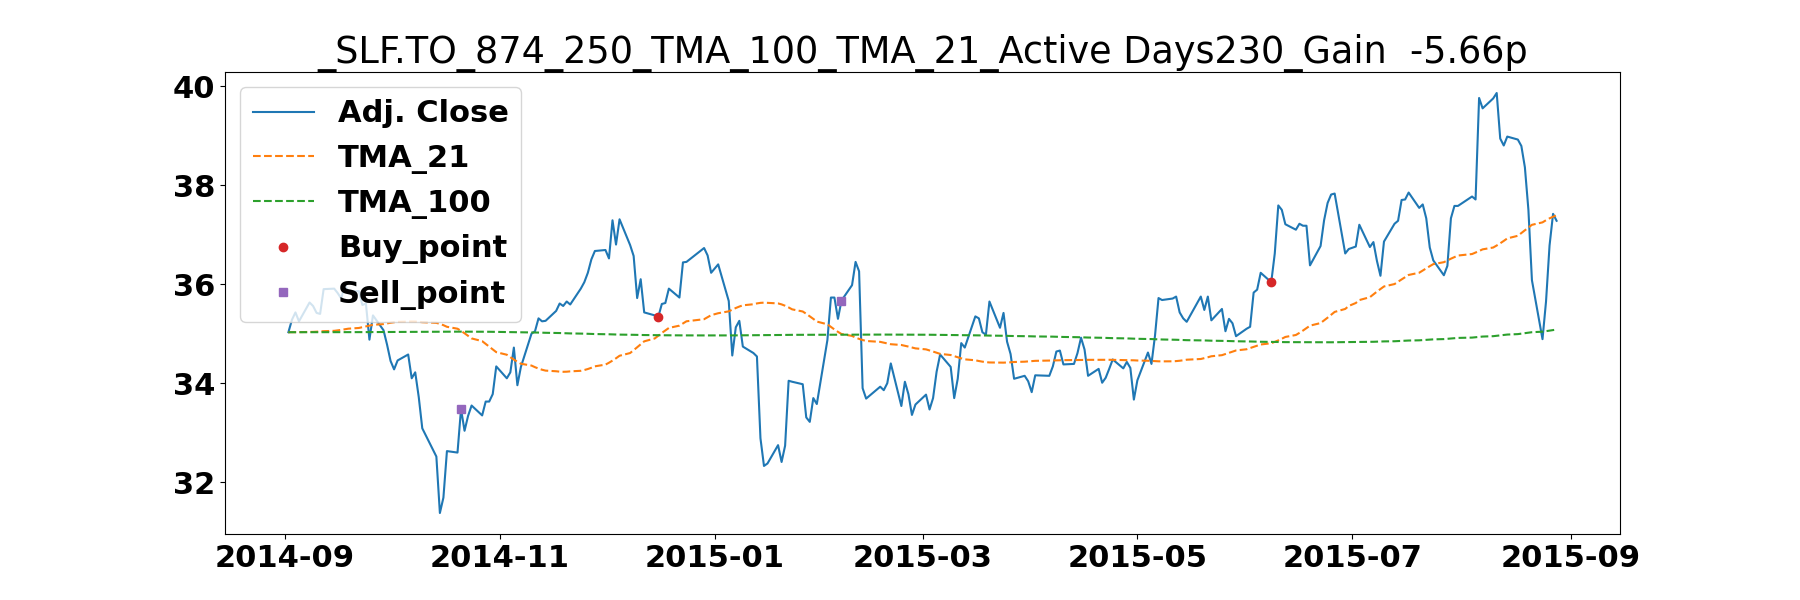 _SLF.TO_874_250_TMA_100_TMA_21_Active Days230_Gain  -5.66p
40
38
36
34
32
Adj. Close
TMA_21
TMA_100
Buy_point
Sell_point
2014-09 2014-11 2015-01 2015-03 2015-05 2015-07 2015-09